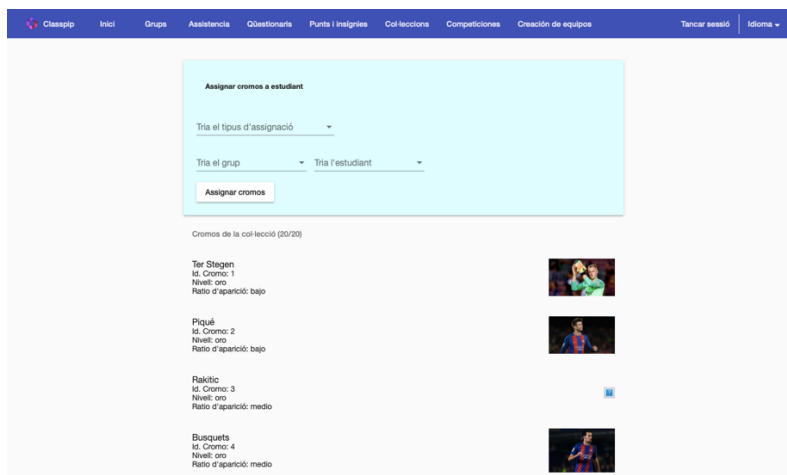 Classpip Inici Grups Assistencia Qüestionaris Punts i insígnies Col·leccions Competiciones Creación de equipos Tancar sessió Idioma
Assignar cromos a estudiant
Tria el tipus d'assignació
Tria el grup Tria l'estudiant
Assignar cromos
Cromos de la col·lecció (20/20)
Ter Stegen
Id. Cromo: 1
Nivell: oro
Ratio d'aparició: bajo
Piqué
Id. Cromo: 2
Nivell: oro
Ratio d'aparició: bajo
Rakitic
Id. Cromo: 3
Nivell: oro
Ratio d'aparició: medio
Busquets
Id. Cromo: 4
Nivell: oro
Ratio d'aparició: medio